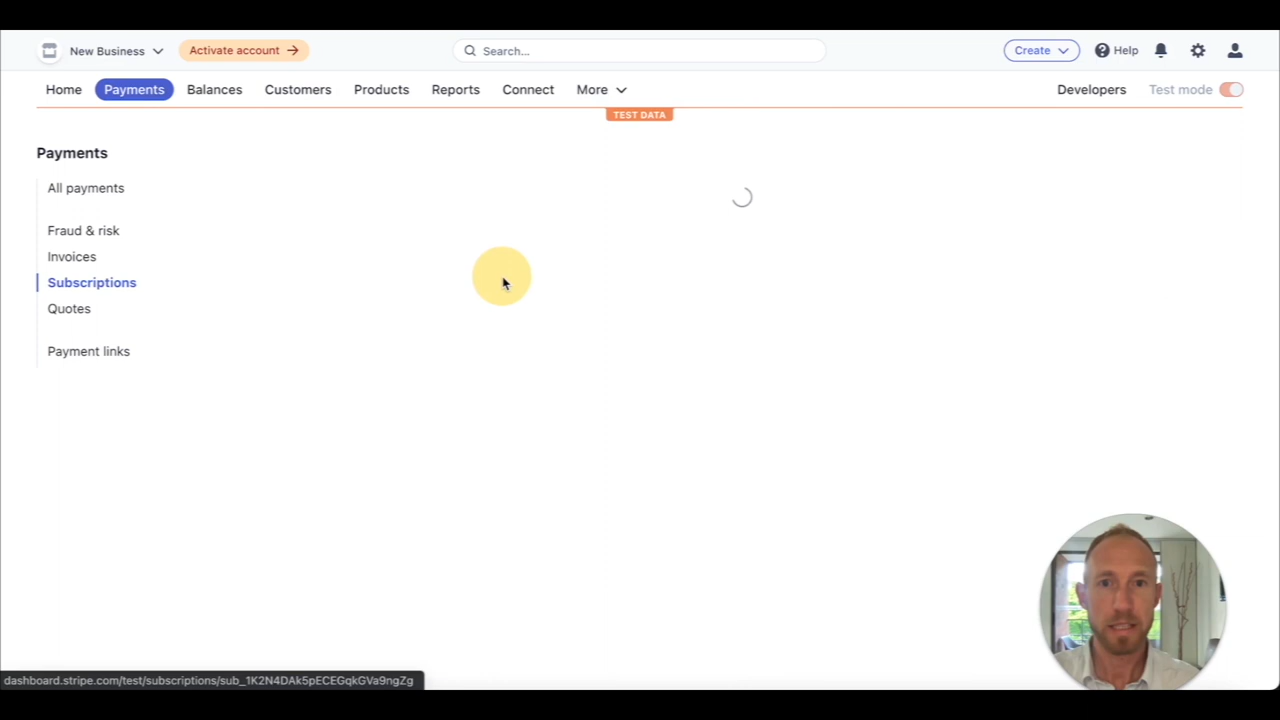 New Business
Activate account →
Search...
Create
Help
Home
Payments
Balances
Customers
Products
Reports
Connect
More
Developers
Test mode
TEST DATA
Payments
All payments
Fraud & risk
Invoices
Subscriptions
Quotes
Payment links
dashboard.stripe.com/test/subscriptions/sub_1K2N4DAk5pECEGqkGVa9ngZg